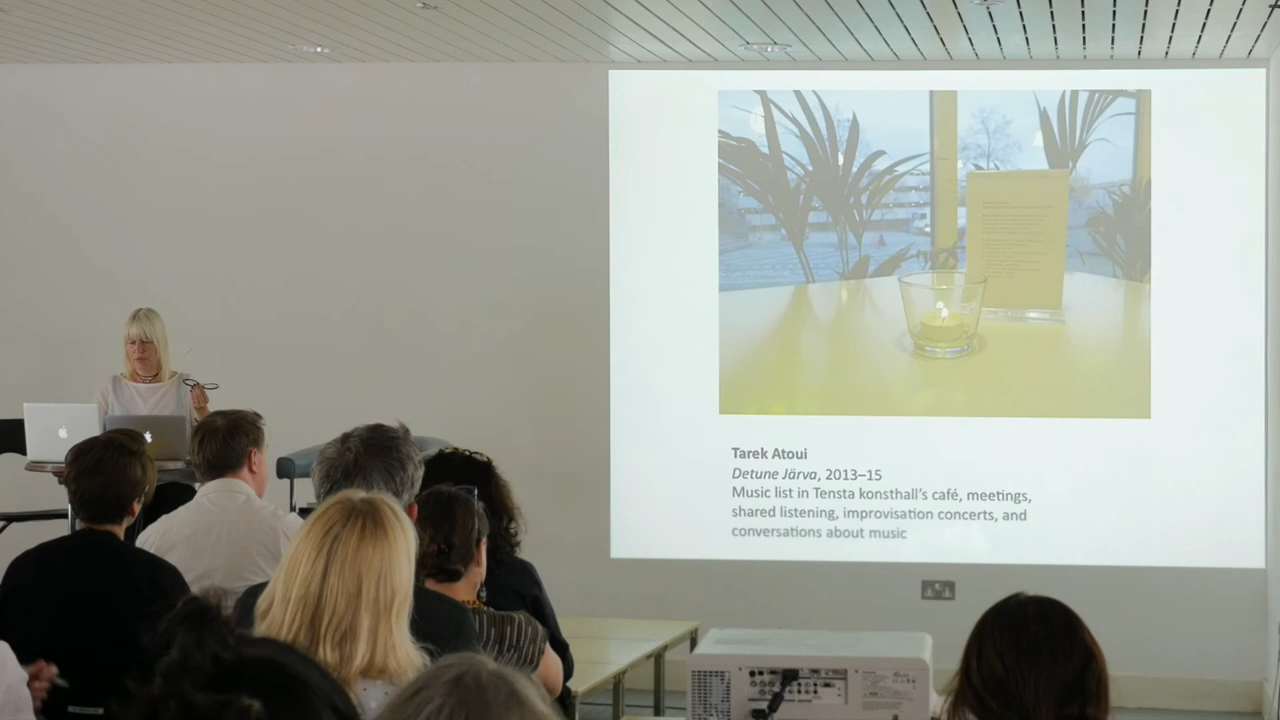 Tarek Atoui
Detune Järva, 2013–15
Music list in Tensta konsthall's café, meetings,
shared listening, improvisation concerts, and
conversations about music